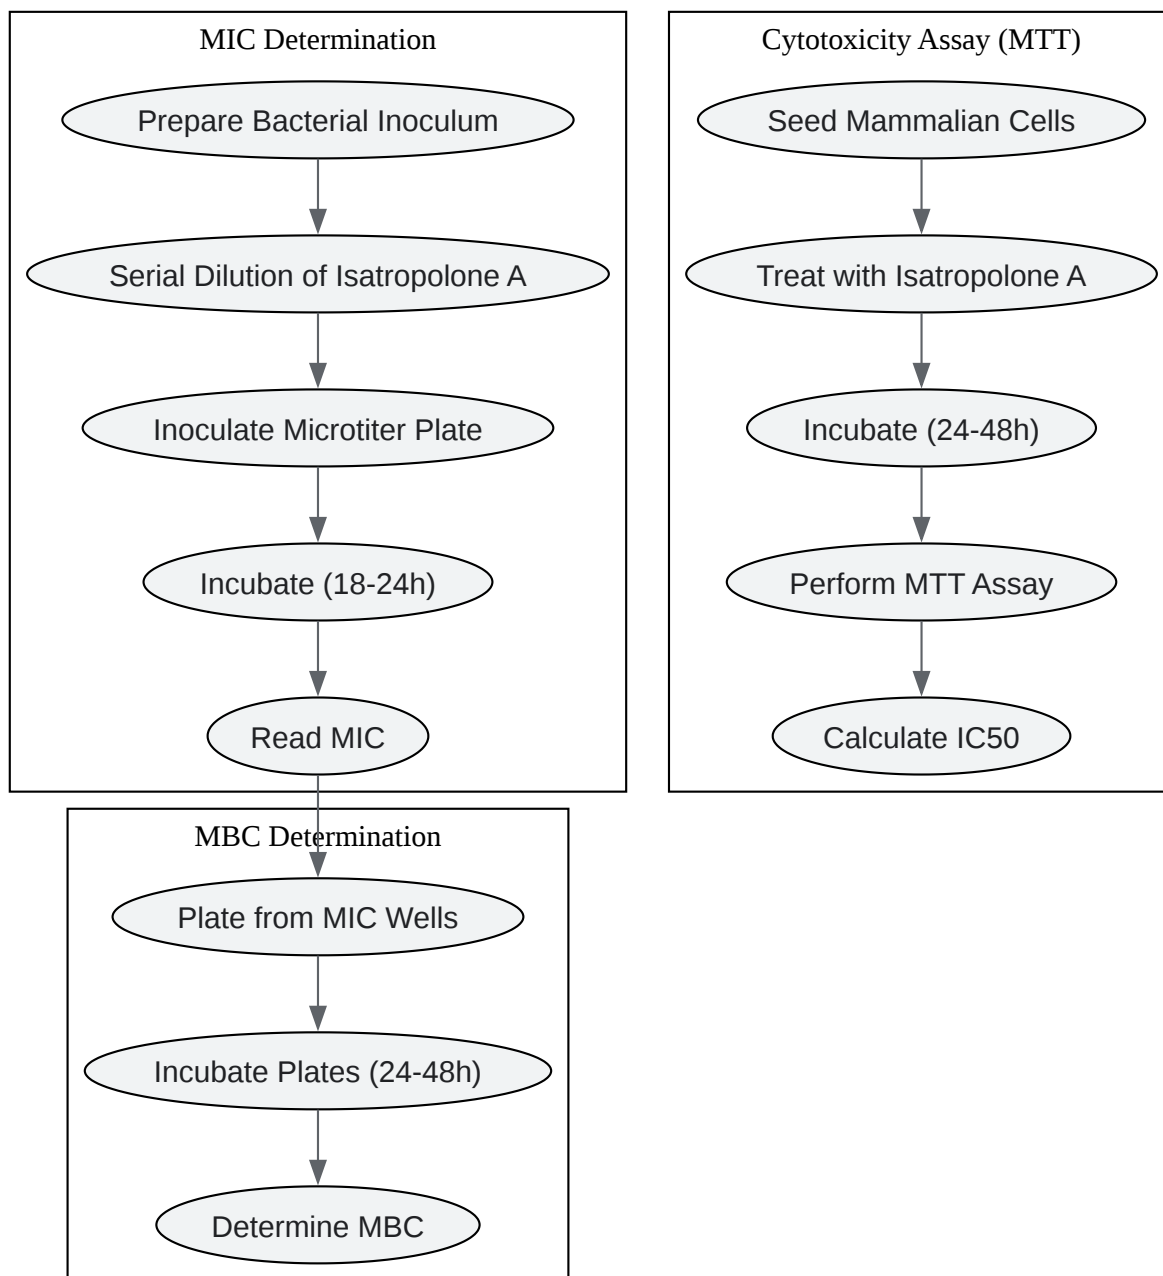 MIC Determination
Prepare Bacterial Inoculum
Serial Dilution of Isatropolone A
Inoculate Microtiter Plate
Incubate (18-24h)
Read MIC
MBC Determination
Plate from MIC Wells
Incubate Plates (24-48h)
Determine MBC
Cytotoxicity Assay (MTT)
Seed Mammalian Cells
Treat with Isatropolone A
Incubate (24-48h)
Perform MTT Assay
Calculate IC50